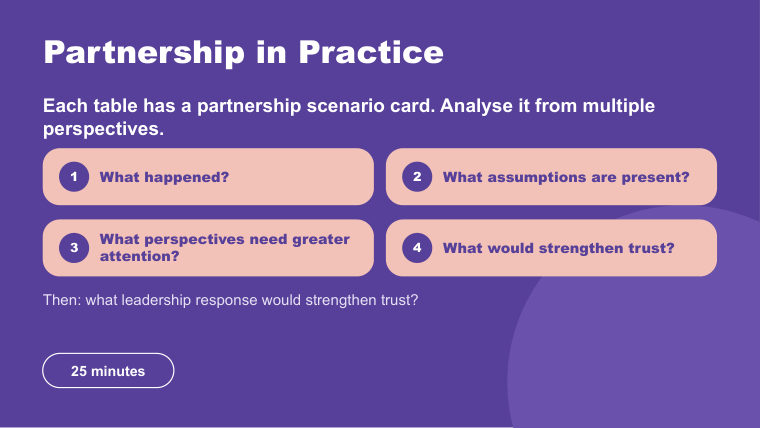 Partnership in Practice
Each table has a partnership scenario card. Analyse it from multiple
perspectives.
1 What happened?
2 What assumptions are present?
3 What perspectives need greater
attention?
4 What would strengthen trust?
Then: what leadership response would strengthen trust?
25 minutes